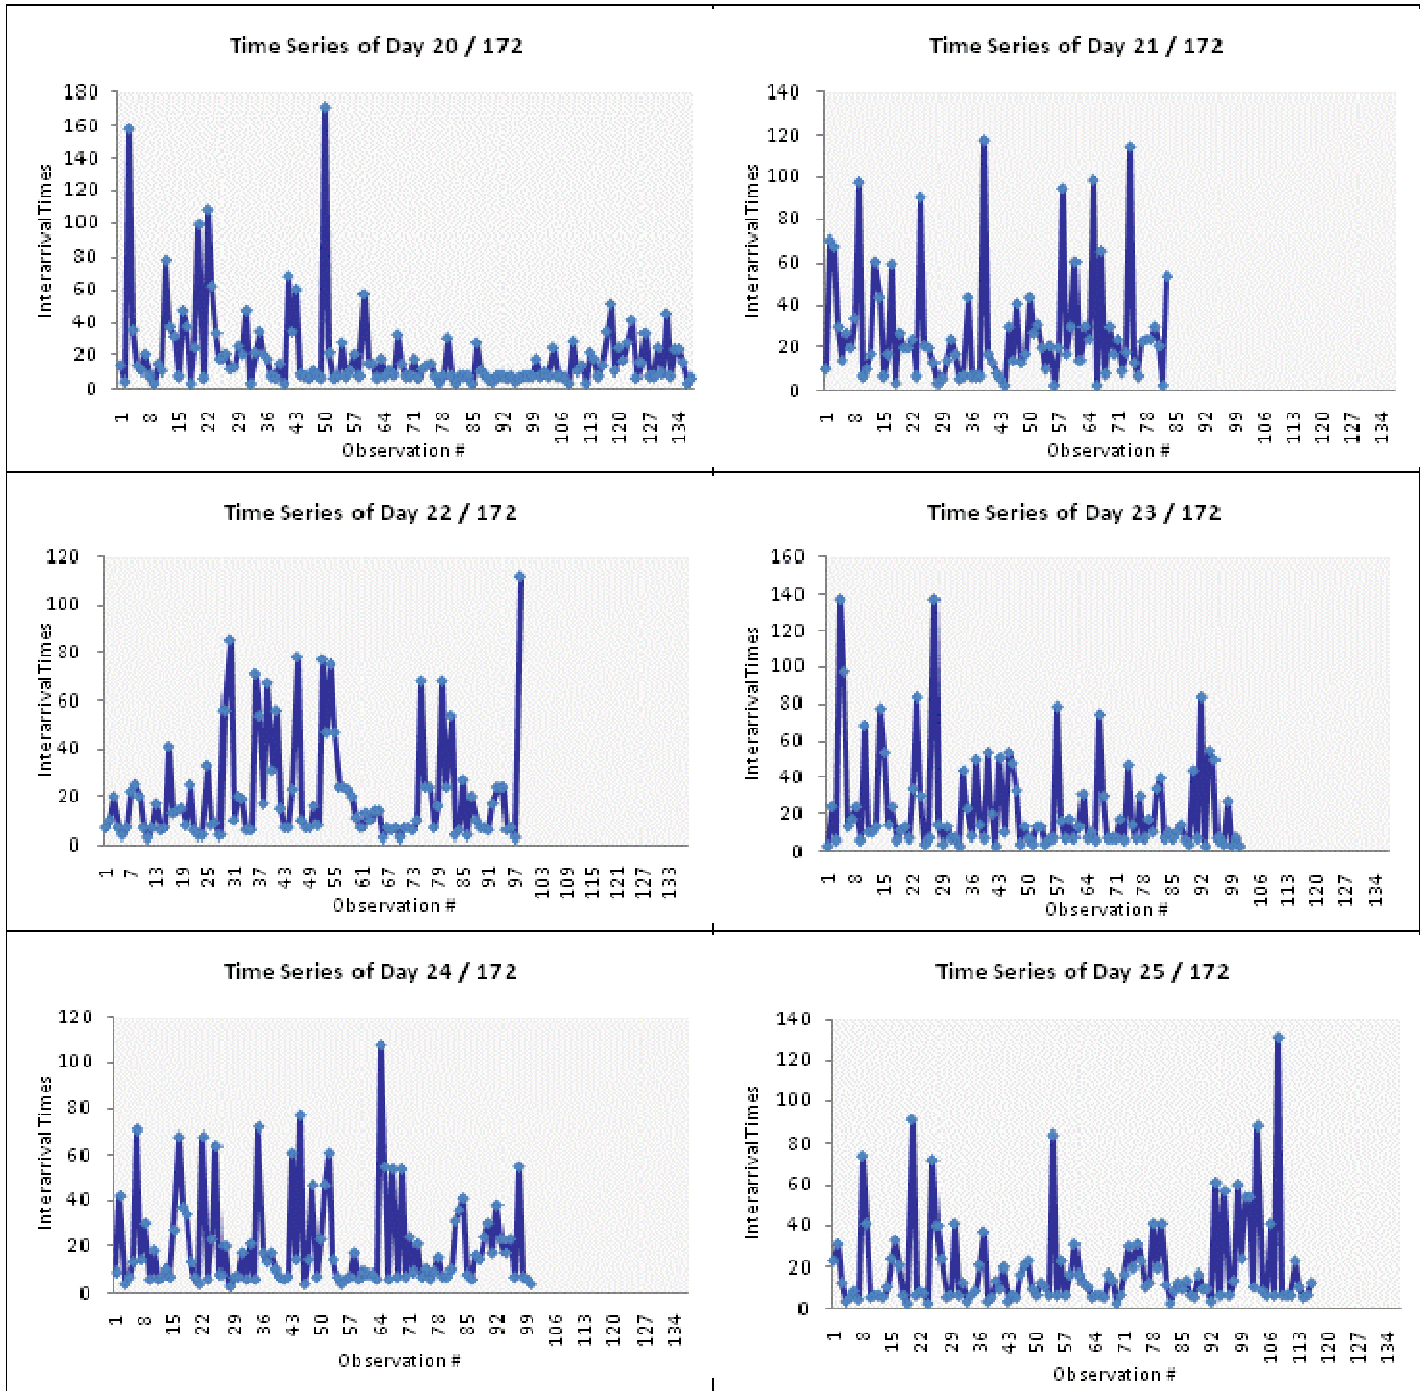 Time Series of Day 20 / 172
Interarrival Times
180
160
140
120
100
80
60
40
20
0
1 8 15 22 29 36 43 50 57 64 71 78 85 92 99 106 113 120 127 134
Observation #
Time Series of Day 21 / 172
Interarrival Times
140
120
100
80
60
40
20
0
1 8 15 22 29 36 43 50 57 64 71 78 85 92 99 106 113 120 127 134
Observation #
Time Series of Day 22 / 172
Interarrival Times
120
100
80
60
40
20
0
1 7 13 19 25 31 37 43 49 55 61 67 73 79 85 91 97 103 109 115 121 127 133
Observation #
Time Series of Day 23 / 172
Interarrival Times
160
140
120
100
80
60
40
20
0
1 8 15 22 29 36 43 50 57 64 71 78 85 92 99 106 113 120 127 134
Observation #
Time Series of Day 24 / 172
Interarrival Times
120
100
80
60
40
20
0
1 8 15 22 29 36 43 50 57 64 71 78 85 92 99 106 113 120 127 134
Observation #
Time Series of Day 25 / 172
Interarrival Times
140
120
100
80
60
40
20
0
1 8 15 22 29 36 43 50 57 64 71 78 85 92 99 106 113 120 127 134
Observation #